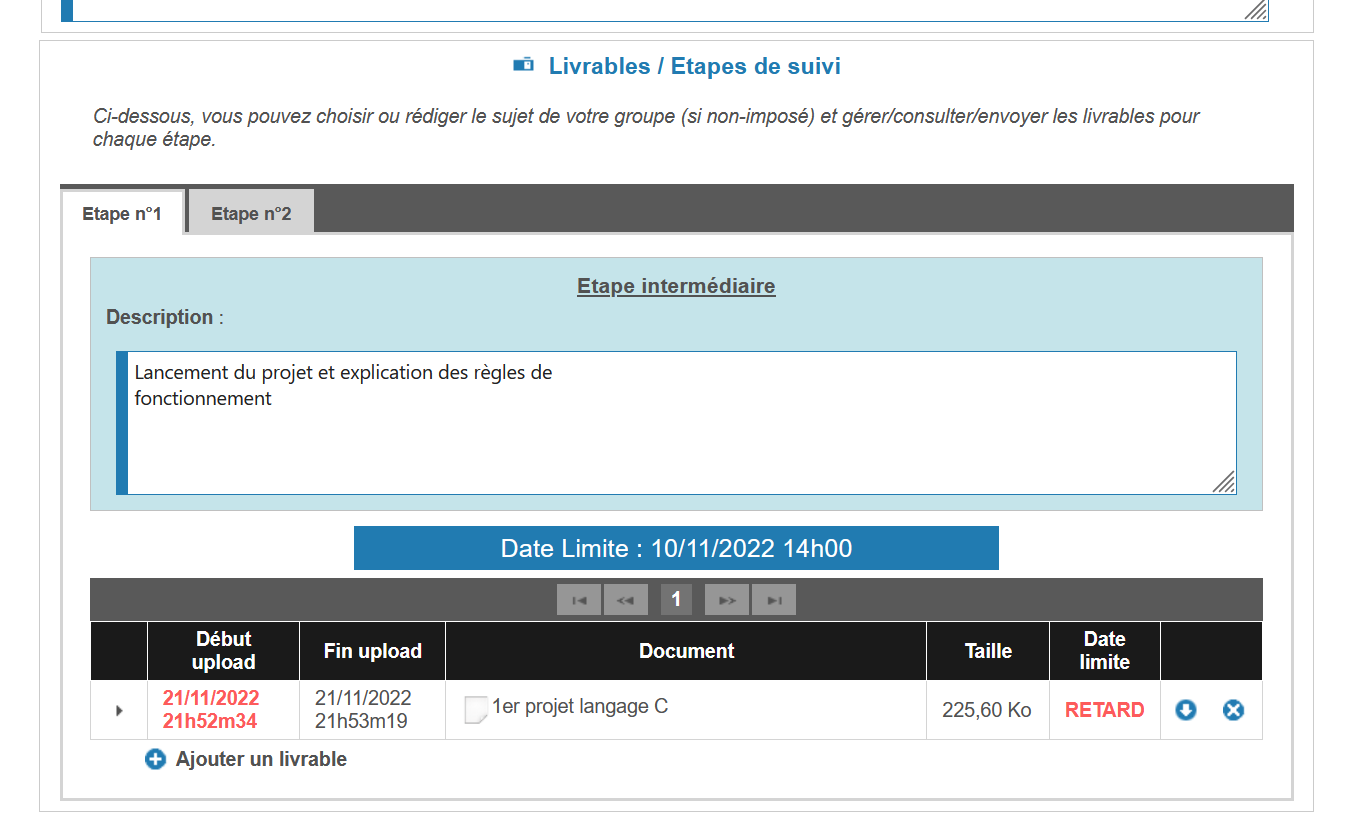 Livrables / Etapes de suivi
Ci-dessous, vous pouvez choisir ou rédiger le sujet de votre groupe (si non-imposé) et gérer/consulter/envoyer les livrables pour
chaque étape.
Etape n°1
Etape n°2
Etape intermédiaire
Description :
Lancement du projet et explication des règles de
fonctionnement
Date Limite : 10/11/2022 14h00
1
Début
upload
Fin upload
Document
Taille
Date
limite
21/11/2022
21h52m34
21/11/2022
21h53m19
1er projet langage C
225,60 Ko
RETARD
Ajouter un livrable